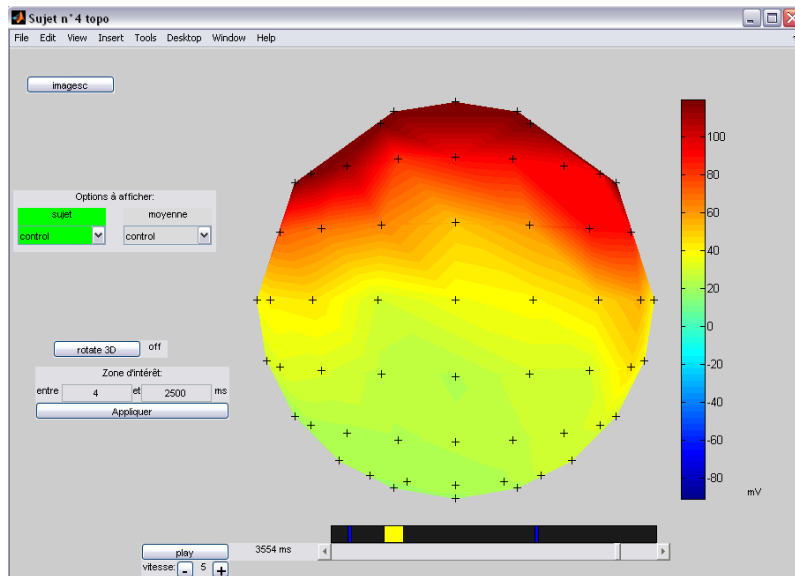 Sujet n°4 topo
File Edit View Insert Tools Desktop Window Help
imagesc
Options à afficher:
sujet moyenne
control control
rotate 3D off
Zone d'intérêt:
entre 4 et 2500 ms
Appliquer
100
80
60
40
20
0
-20
-40
-60
-80
mV
play 3554 ms
vitesse: - 5 +